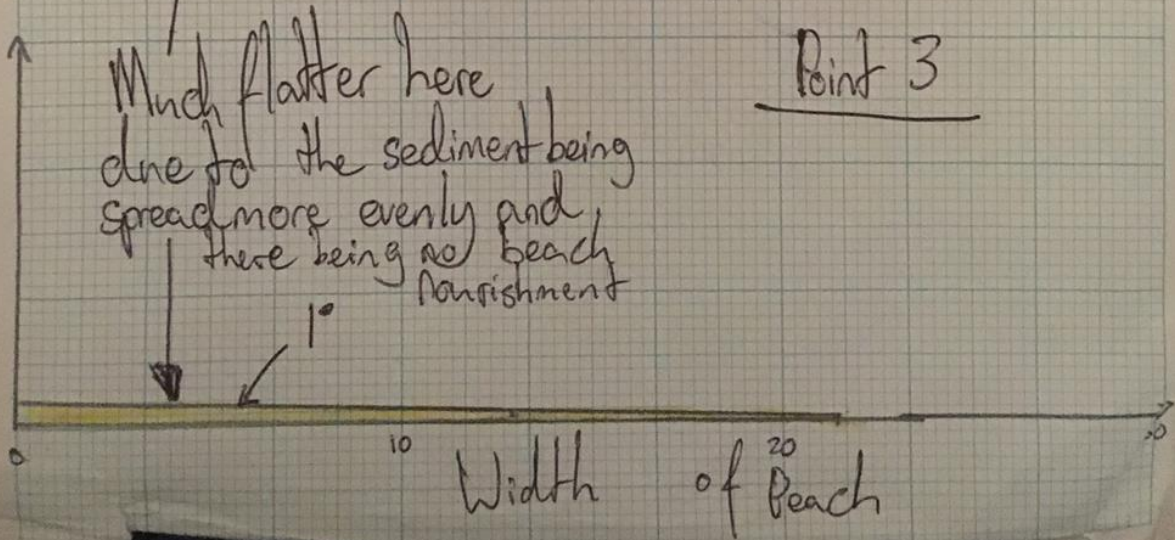 Point 3
Much flatter here
due to the sediment being
spread more evenly and
there being no beach
nourishment
1°
0
10
20
30
Width of Beach